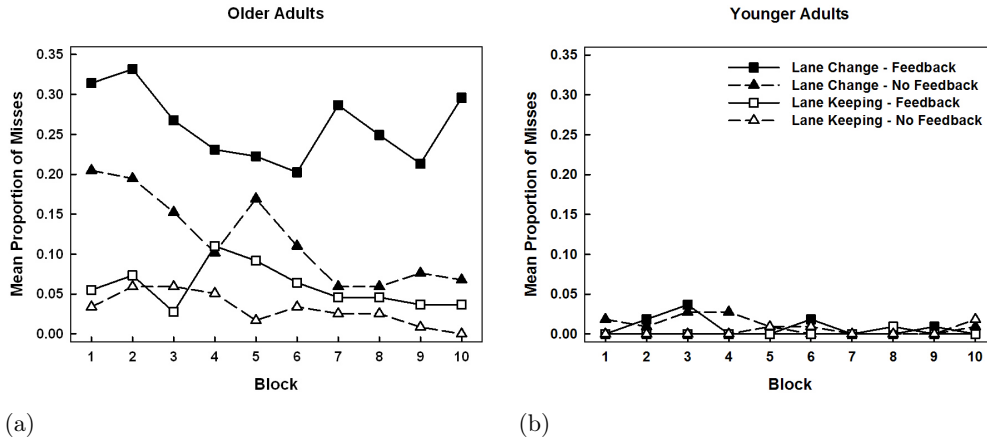 Older Adults
Mean Proportion of Misses
0.35
0.30
0.25
0.20
0.15
0.10
0.05
0.00
1 2 3 4 5 6 7 8 9 10
Block
(a)
Younger Adults
Mean Proportion of Misses
0.35
0.30
0.25
0.20
0.15
0.10
0.05
0.00
Lane Change - Feedback
Lane Change - No Feedback
Lane Keeping - Feedback
Lane Keeping - No Feedback
1 2 3 4 5 6 7 8 9 10
Block
(b)